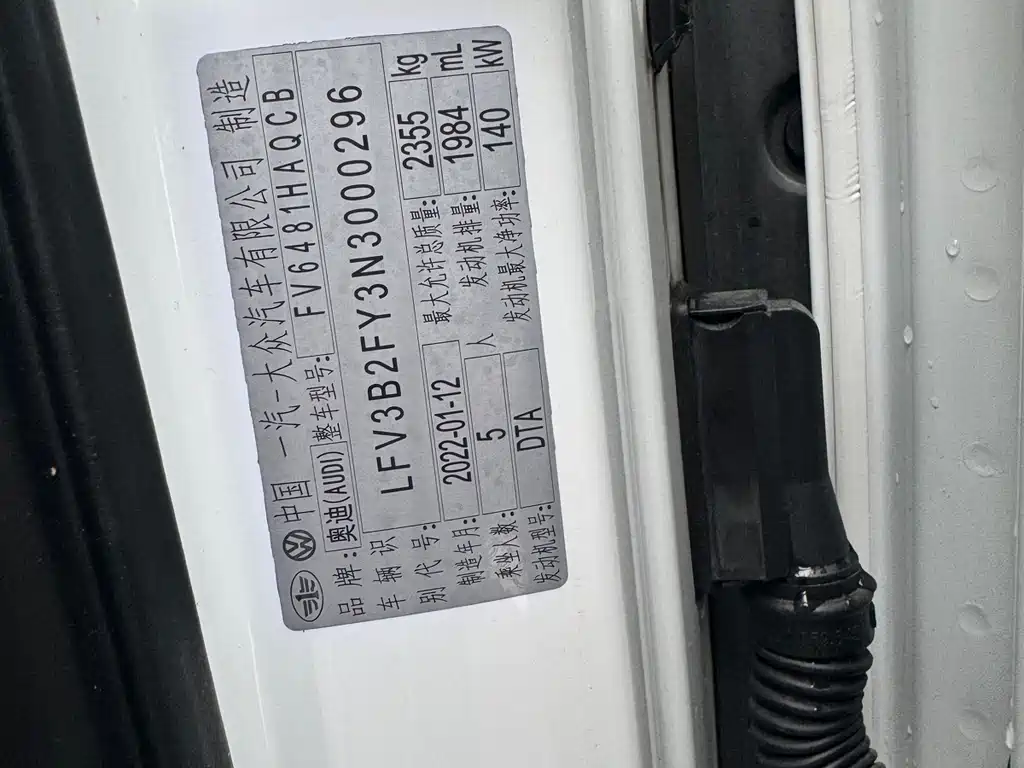 中国 一汽-大众汽车有限公司 制造
品牌: 奥迪(AUDI) 整车型号: FV6481HAQCB
车辆识别代号: LFV3B2FY3N3000296
制造年月: 2022-01-12 最大允许总质量: 2355 kg
乘坐人数: 5 人 发动机排量: 1984 mL
发动机型号: DTA 发动机最大净功率: 140 kW